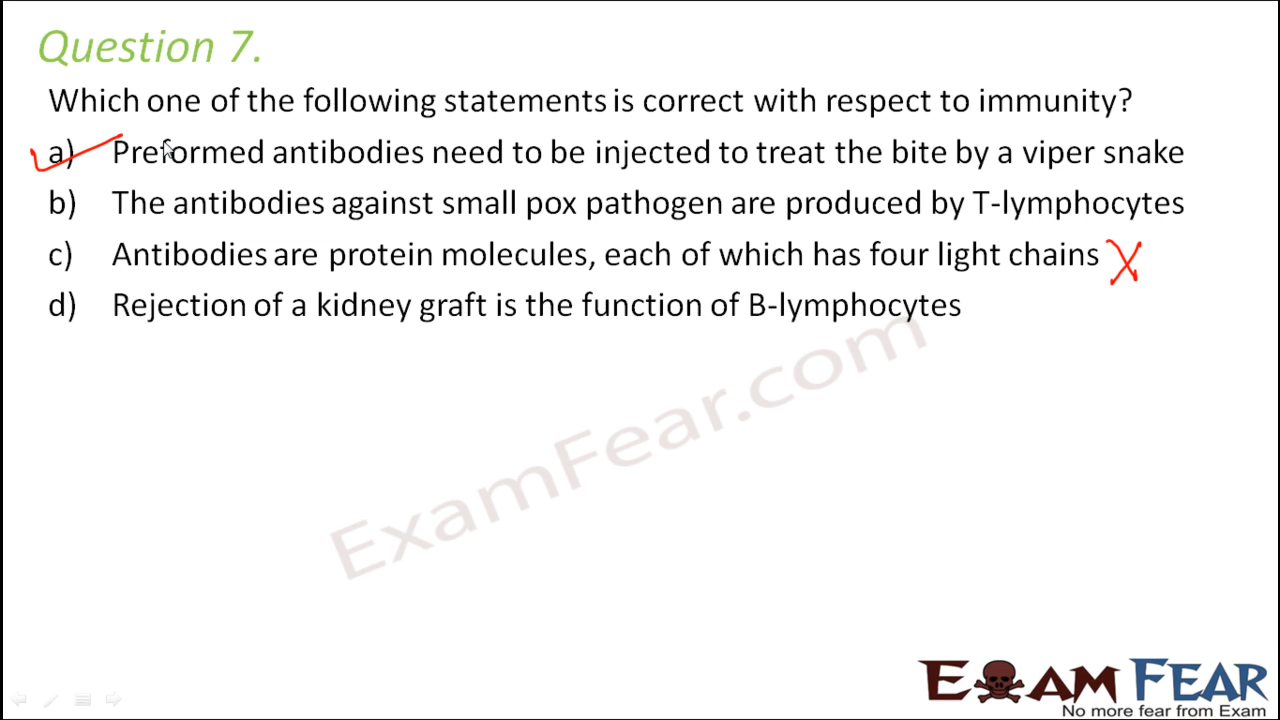 Question 7.
Which one of the following statements is correct with respect to immunity?
a) Preformed antibodies need to be injected to treat the bite by a viper snake
b) The antibodies against small pox pathogen are produced by T-lymphocytes
c) Antibodies are protein molecules, each of which has four light chains
d) Rejection of a kidney graft is the function of B-lymphocytes
ExamFear.com
EXAM FEAR
No more fear from Exam